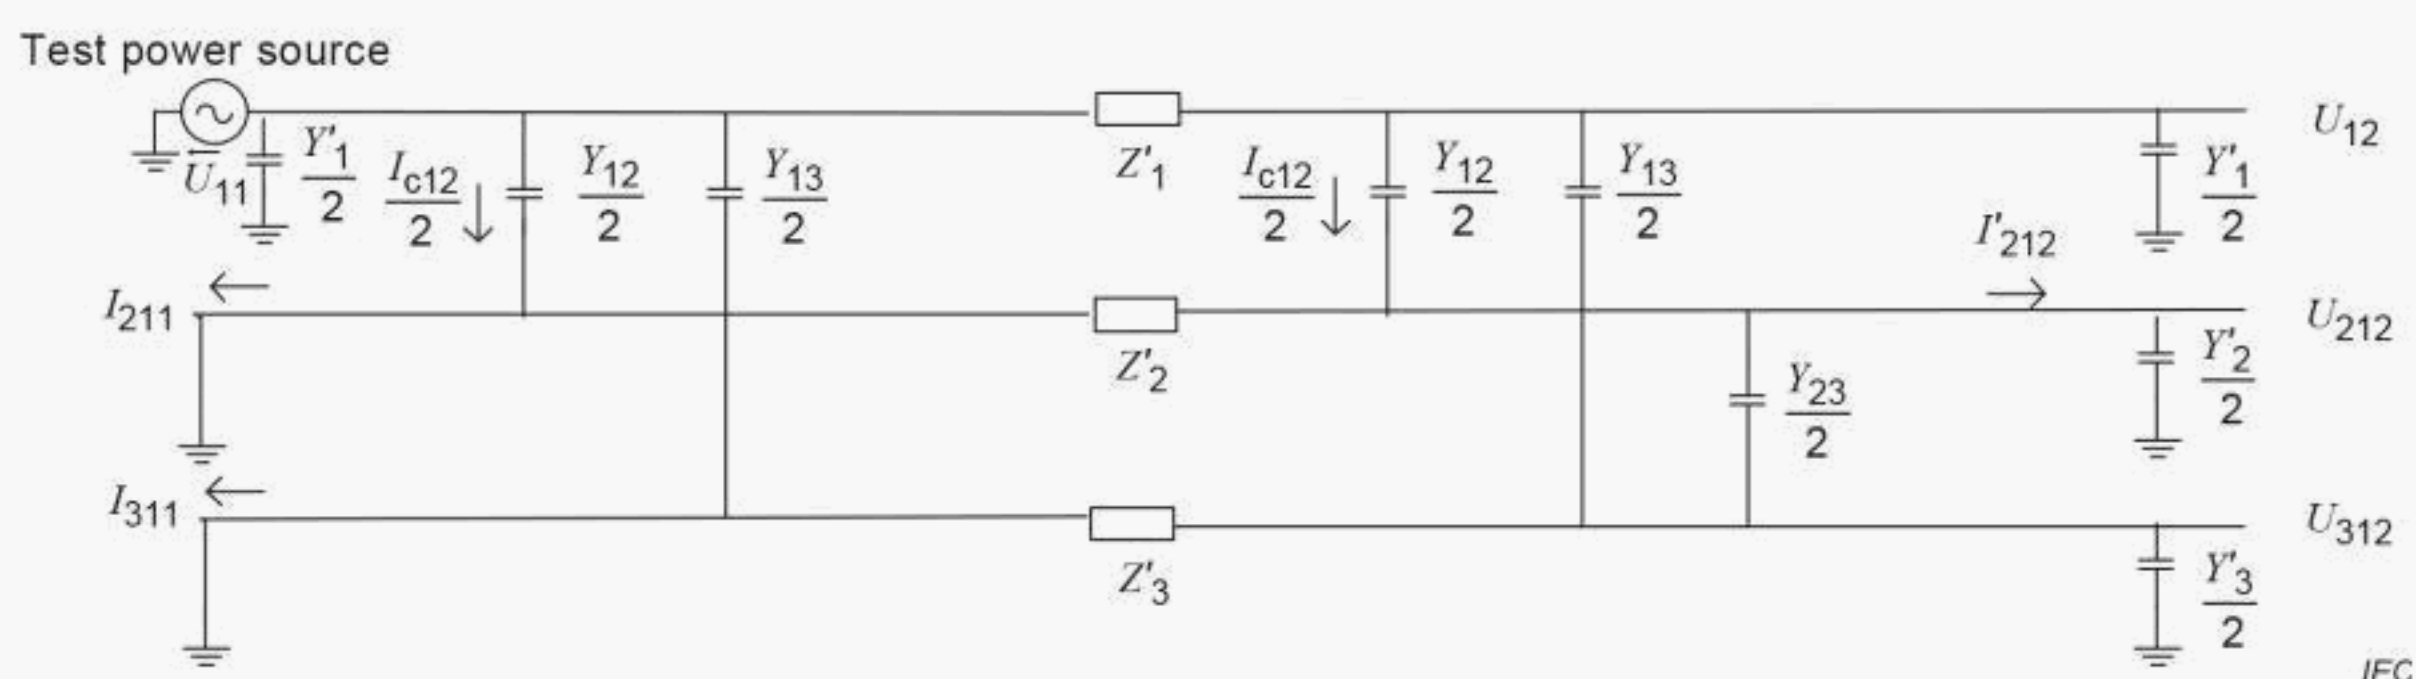 Test power source
U11
Y'1/2
Ic12/2
Y12/2
Y13/2
Z'1
Ic12/2
Y12/2
Y13/2
Y'1/2
U12
I211
Z'2
I'212
Y23/2
Y'2/2
U212
I311
Z'3
Y'3/2
U312
IEC